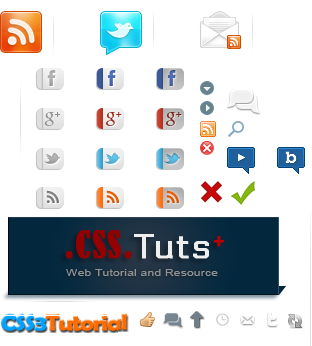 f f f
g+ g+ g+
b
.CSS.Tuts+
Web Tutorial and Resource
CSS3Tutorial